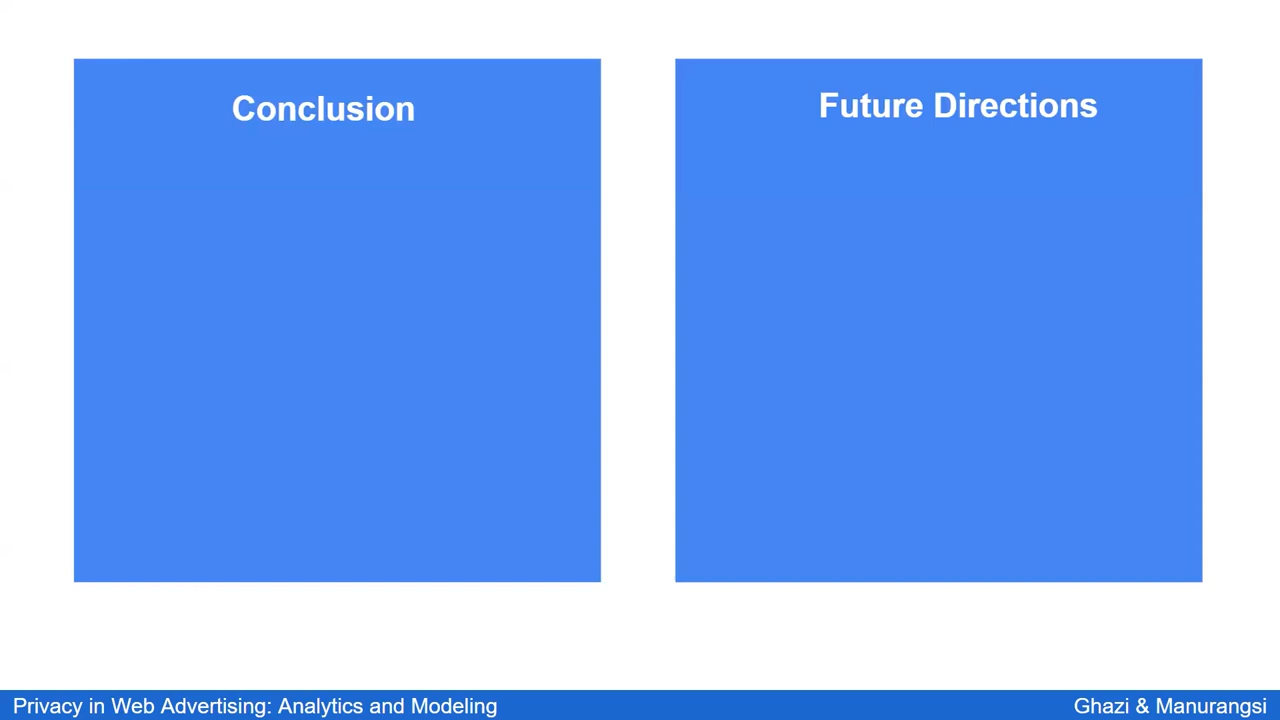 Conclusion
Future Directions
Privacy in Web Advertising: Analytics and Modeling
Ghazi & Manurangsi